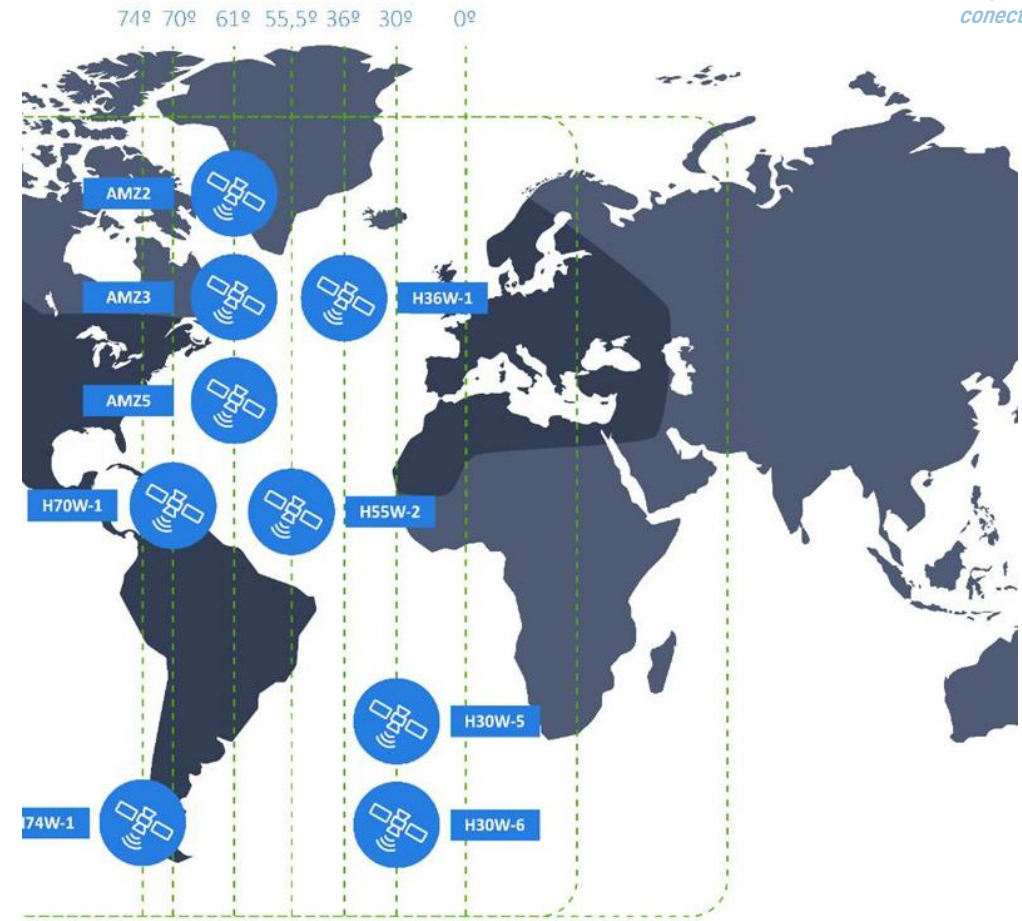 conect
74º 70º 61º 55,5º 36º 30º 0º
AMZ2
AMZ3
H36W-1
AMZ5
H70W-1
H55W-2
H30W-5
74W-1
H30W-6